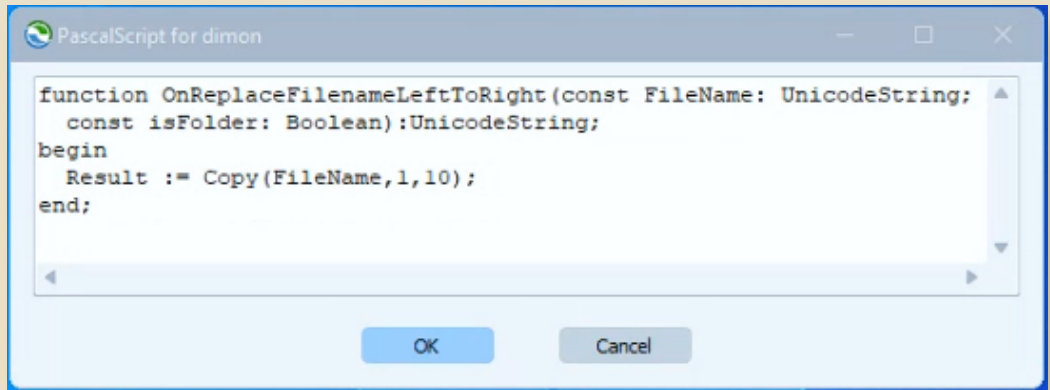 PascalScript for dimon
function OnReplaceFilenameLeftToRight(const FileName: UnicodeString;
  const isFolder: Boolean):UnicodeString;
begin
  Result := Copy(FileName,1,10);
end;
OK Cancel